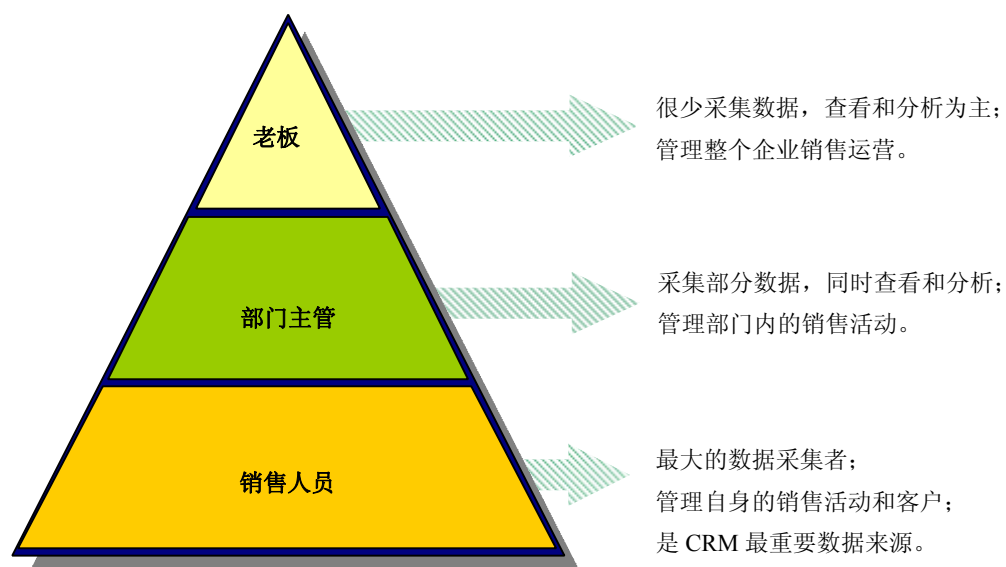 老板
很少采集数据，查看和分析为主；
管理整个企业销售运营。
部门主管
采集部分数据，同时查看和分析；
管理部门内的销售活动。
销售人员
最大的数据采集者；
管理自身的销售活动和客户；
是 CRM 最重要数据来源。